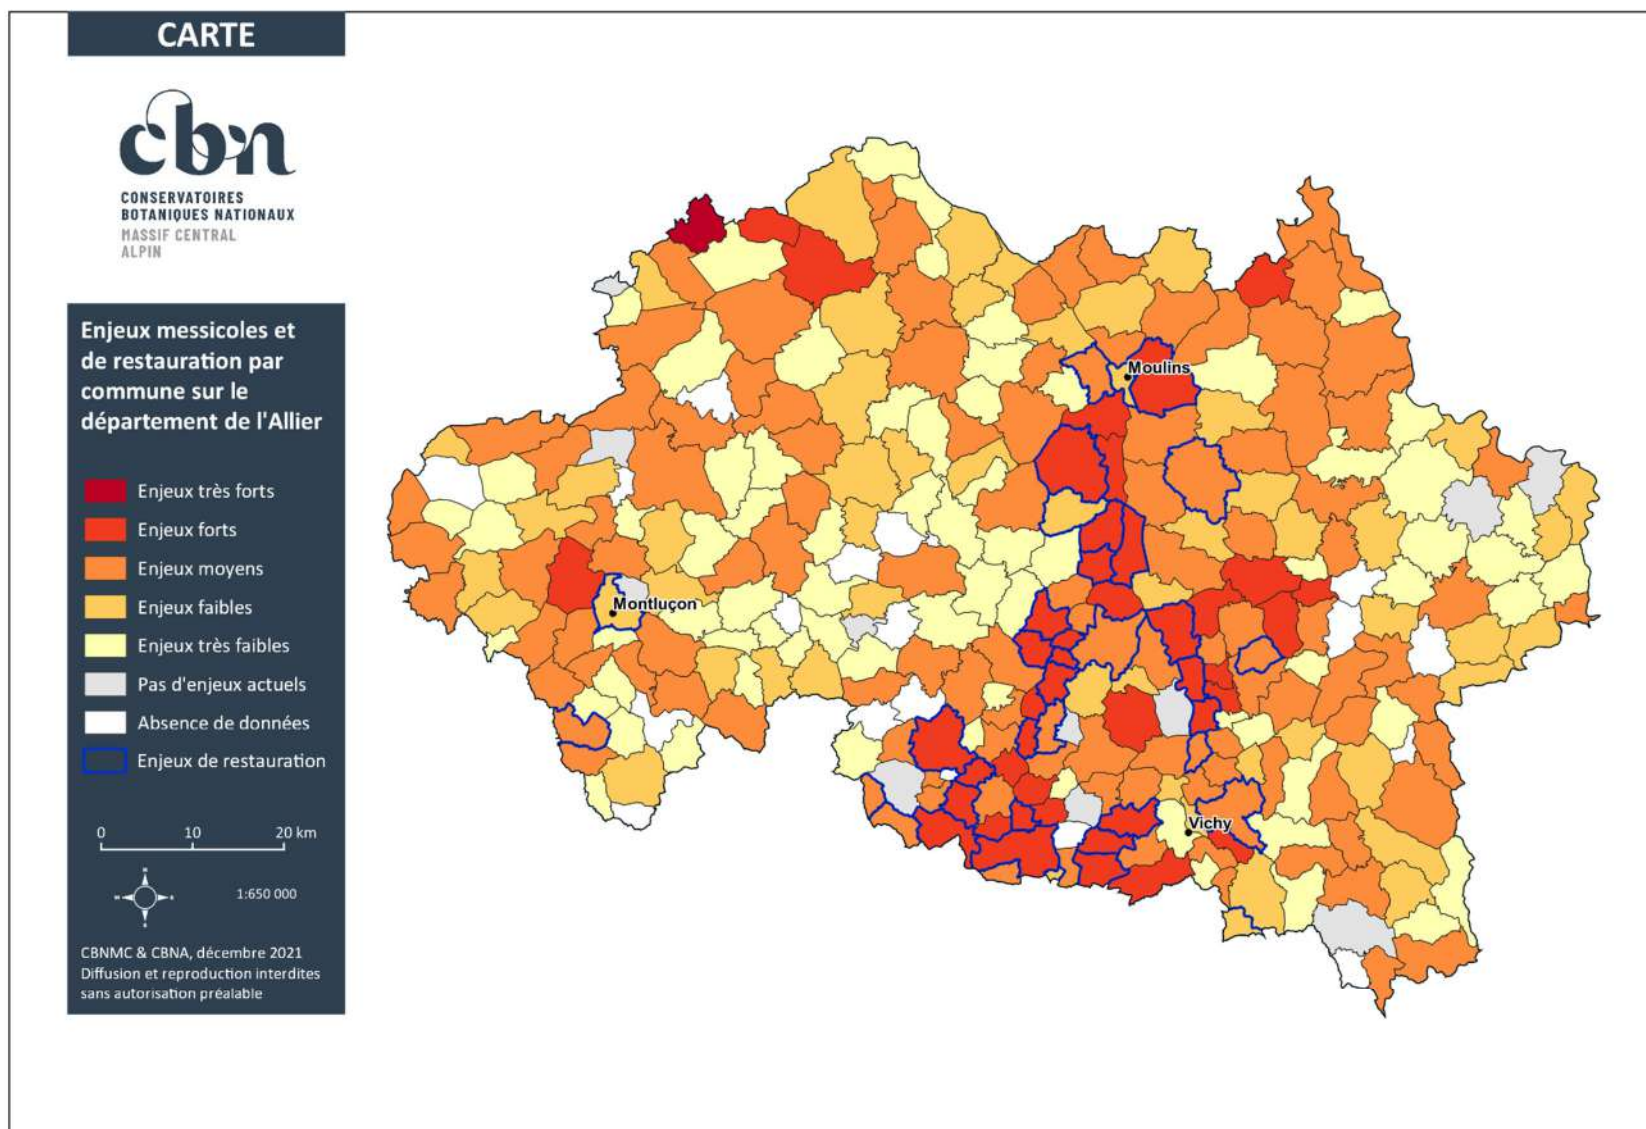 CARTE
cbn
CONSERVATOIRES
BOTANIQUES NATIONAUX
MASSIF CENTRAL
ALPIN
Enjeux messicoles et
de restauration par
commune sur le
département de l'Allier
Enjeux très forts
Enjeux forts
Enjeux moyens
Enjeux faibles
Enjeux très faibles
Pas d'enjeux actuels
Absence de données
Enjeux de restauration
0 10 20 km
1:650 000
CBNMC & CBNA, décembre 2021
Diffusion et reproduction interdites
sans autorisation préalable
Moulins
Montluçon
Vichy